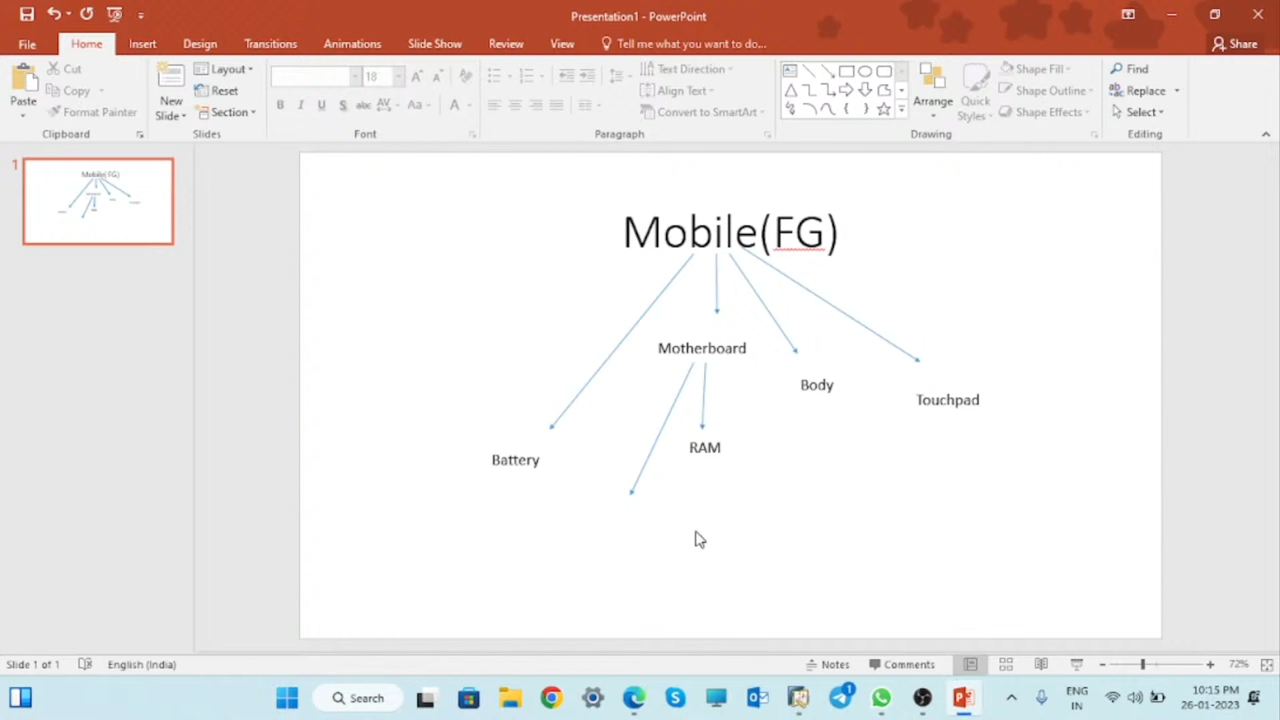 Presentation1 - PowerPoint
File
Home
Insert
Design
Transitions
Animations
Slide Show
Review
View
Tell me what you want to do...
Share
Paste
Cut
Copy
Format Painter
Clipboard
New Slide
Layout
Reset
Section
Slides
18
Font
Text Direction
Align Text
Convert to SmartArt
Paragraph
Arrange
Quick Styles
Shape Fill
Shape Outline
Shape Effects
Drawing
Find
Replace
Select
Editing
1
Mobile(FG)
Motherboard
Body
Touchpad
RAM
Battery
Slide 1 of 1
English (India)
Notes
Comments
72%
Search
1
ENG
IN
10:15 PM
26-01-2023